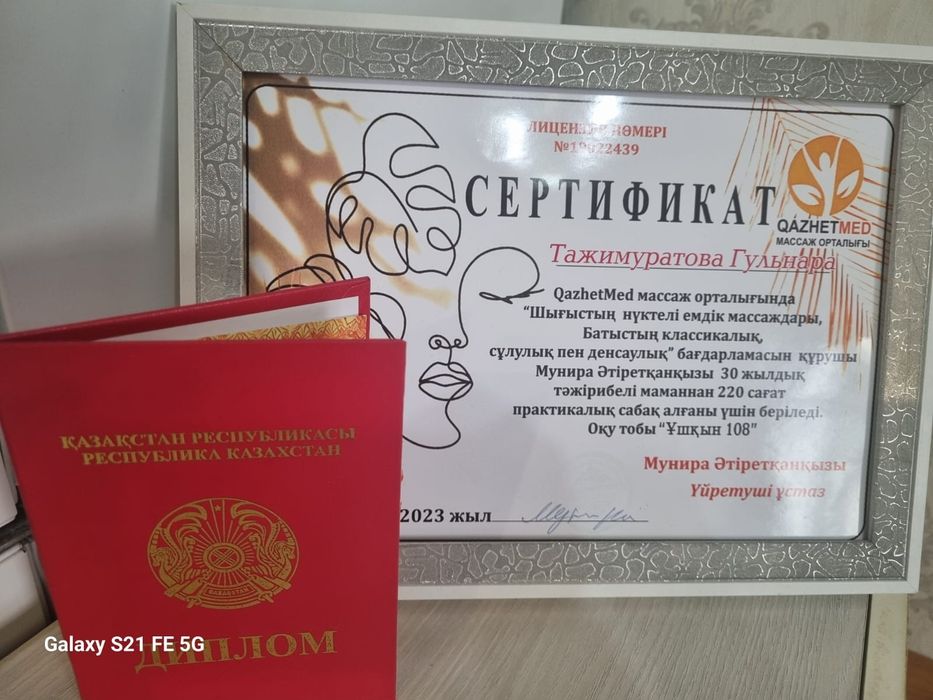 ЛИЦЕНЗИЯ НӨМЕРІ
СЕРТИФИКАТ
QAZHETMED
МАССАЖ ОРТАЛЫҒЫ
Тажимуратова Гульнара
QazhetMed массаж орталығында
“Шығыстың нүктелі емдік массаждары,
Батыстың классикалық,
сұлулық пен денсаулық” бағдарламасын құрушы
Мунира Әтіретқанқызы 30 жылдық
тәжірибелі маманнан 220 сағат
практикалық сабақ алғаны үшін беріледі.
Оқу тобы “Ұшқын 108”
Мунира Әтіретқанқызы
Үйретуші ұстаз
2023 жыл
ҚАЗАҚСТАН РЕСПУБЛИКАСЫ
РЕСПУБЛИКА КАЗАХСТАН
ДИПЛОМ
Galaxy S21 FE 5G